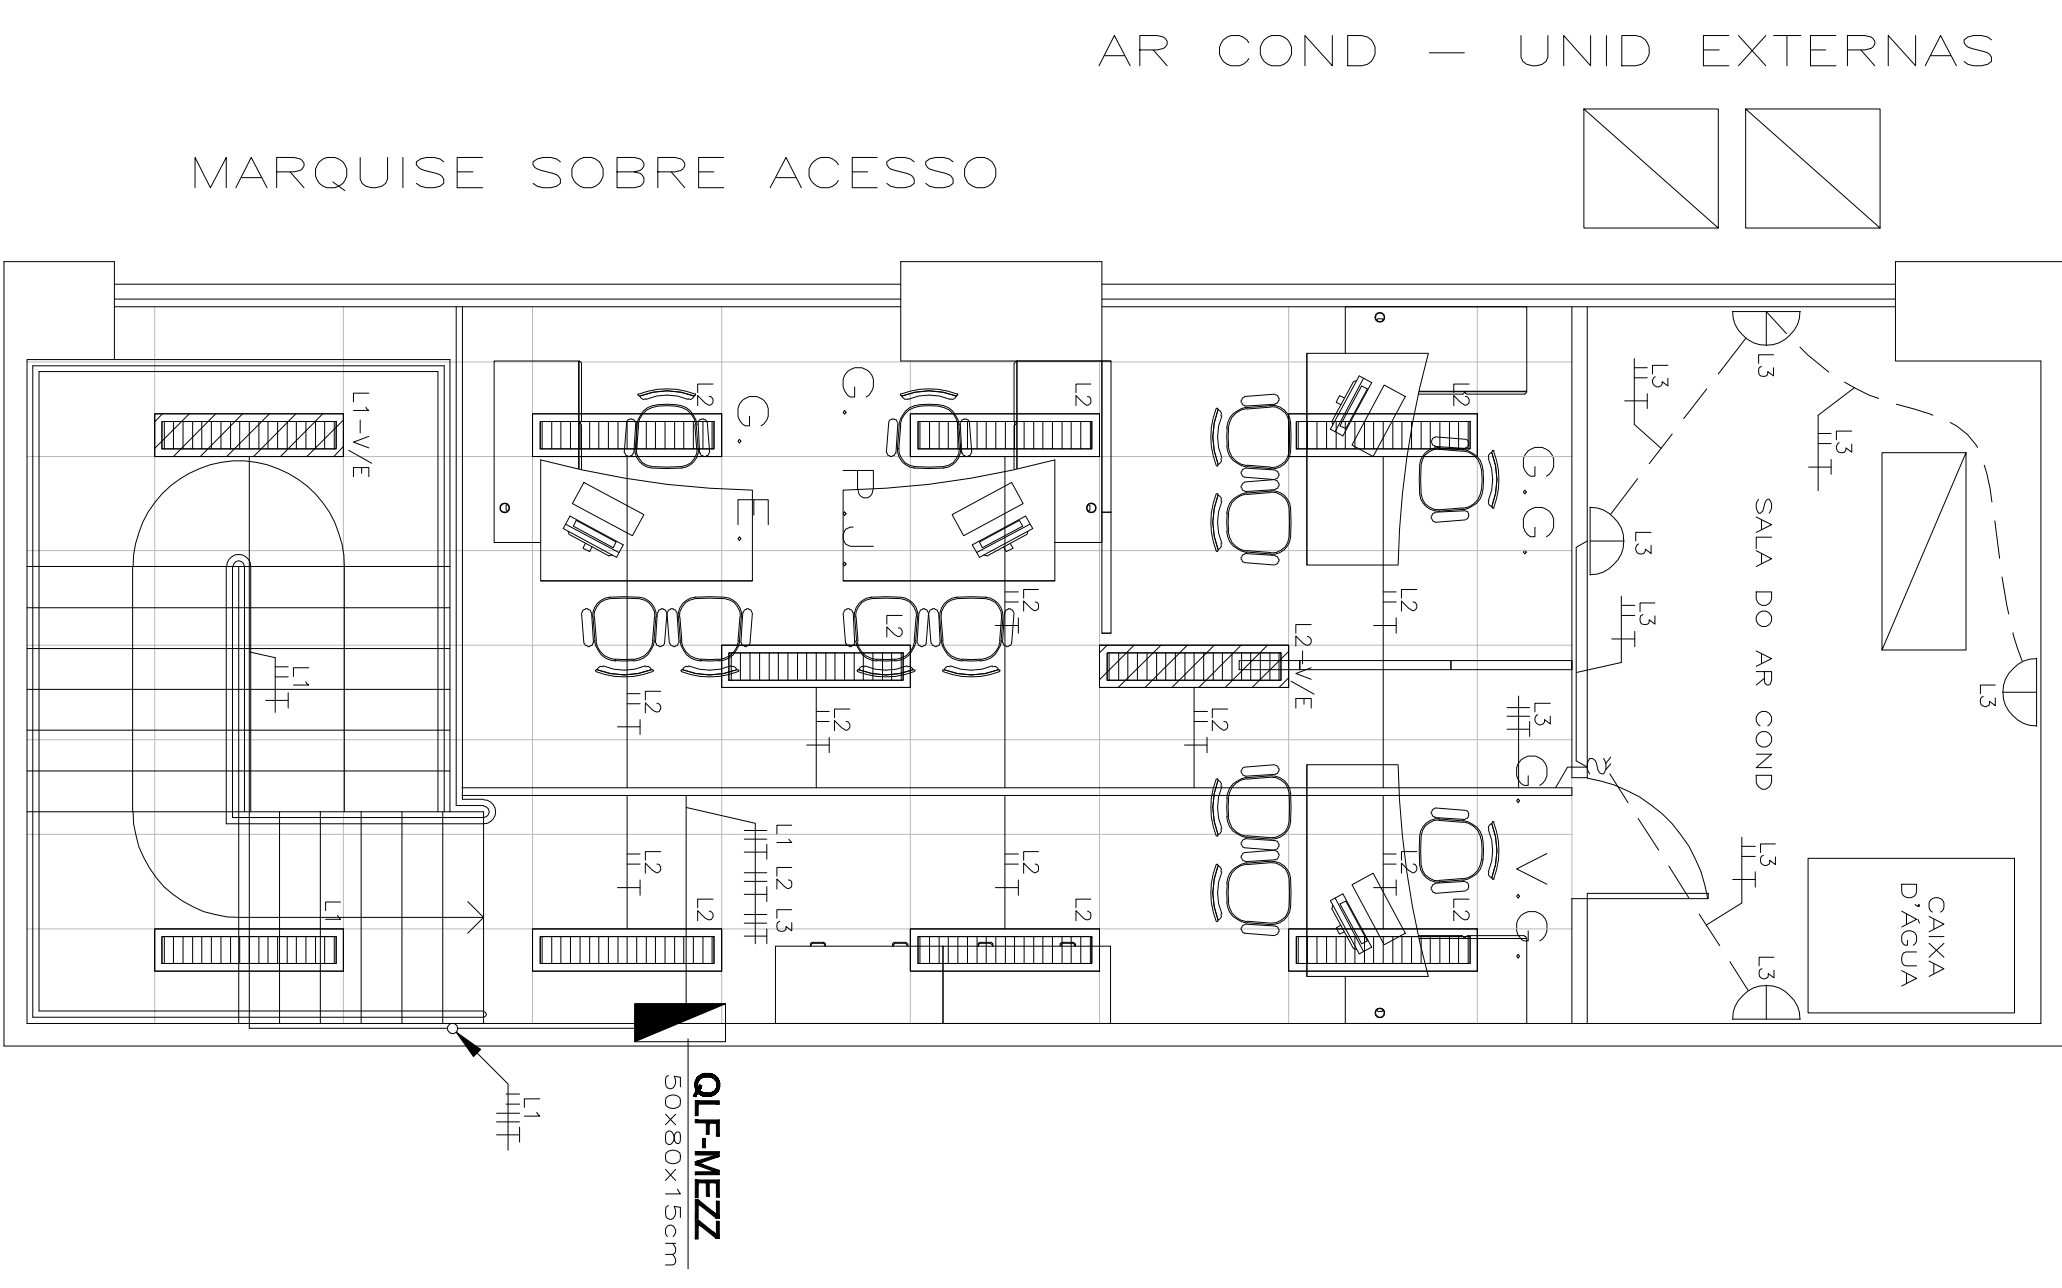 AR COND - UNID EXTERNAS
MARQUISE SOBRE ACESSO
L1-V/E
L2
G. F.
G. P.J.
L2
L2
G.G.
L3
L3
L3
L3
SALA DO AR COND
L3
L3
L3
L1
L2
L2
L2
L2
L2
L2-V/E
L2
L2
L3
G. V.G.
L1
L1 L2 L3
L2
L2
L2
L2
L2
L2
L3
L3
CAIXA
D'ÁGUA
L1
QLF-MEZZ
50x80x15cm